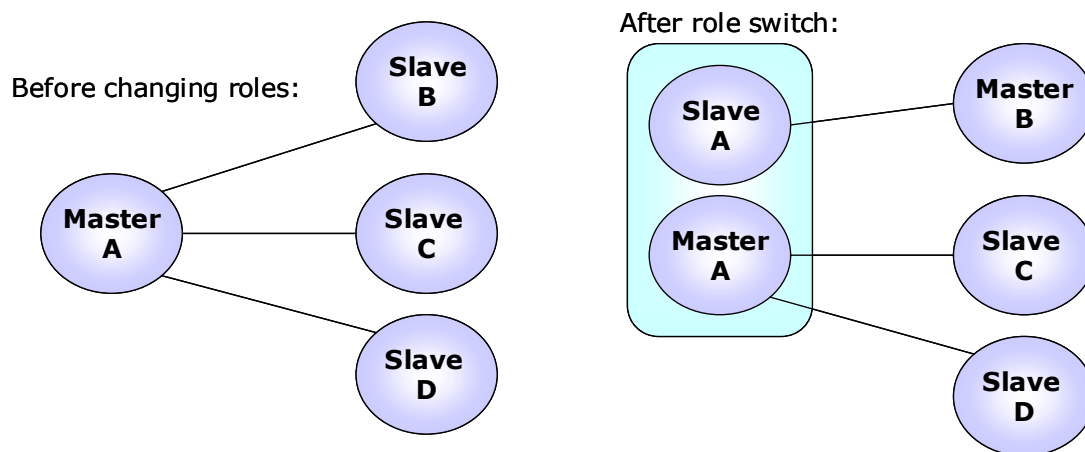 Before changing roles:
Slave
B
Master
A
Slave
C
Slave
D
After role switch:
Slave
A
Master
B
Master
A
Slave
C
Slave
D